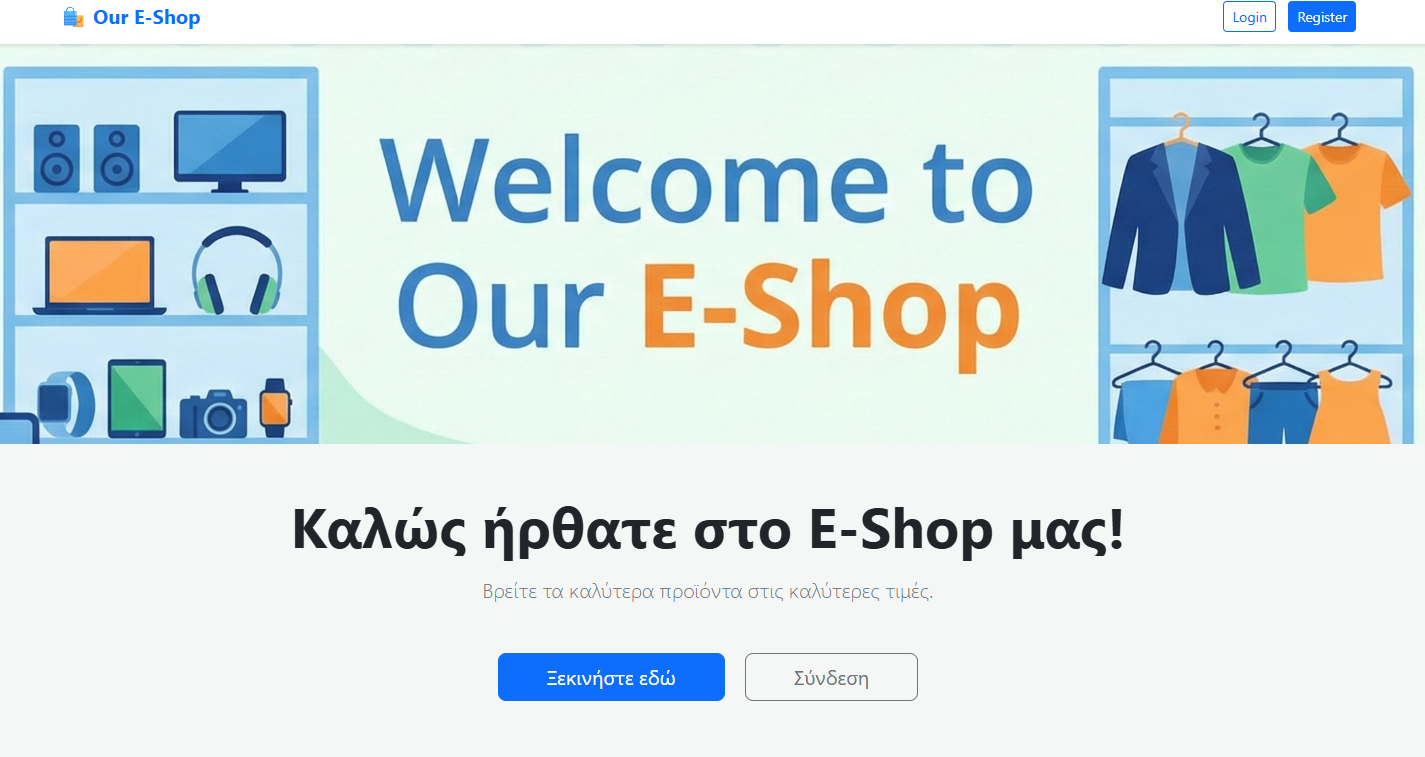 Our E-Shop
Login
Register
Welcome to
Our E-Shop
Καλώς ήρθατε στο E-Shop μας!
Βρείτε τα καλύτερα προϊόντα στις καλύτερες τιμές.
Ξεκινήστε εδώ
Σύνδεση